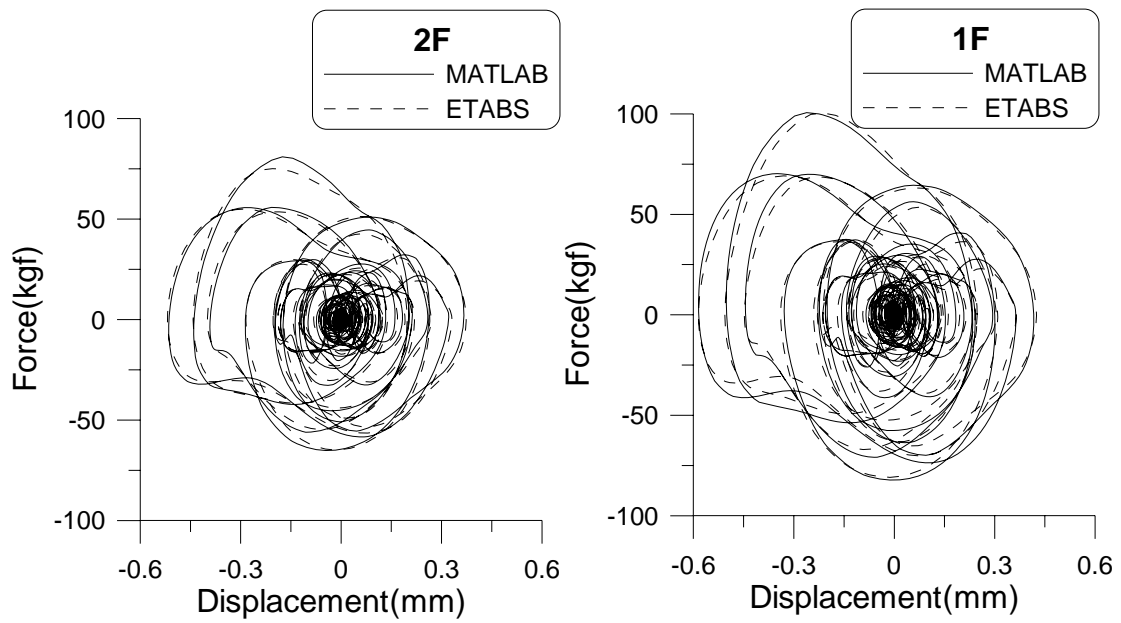 2F
MATLAB
ETABS
100
50
0
-50
-100
Force(kgf)
-0.6
-0.3
0
0.3
0.6
Displacement(mm)
1F
MATLAB
ETABS
100
50
0
-50
-100
Force(kgf)
-0.6
-0.3
0
0.3
0.6
Displacement(mm)